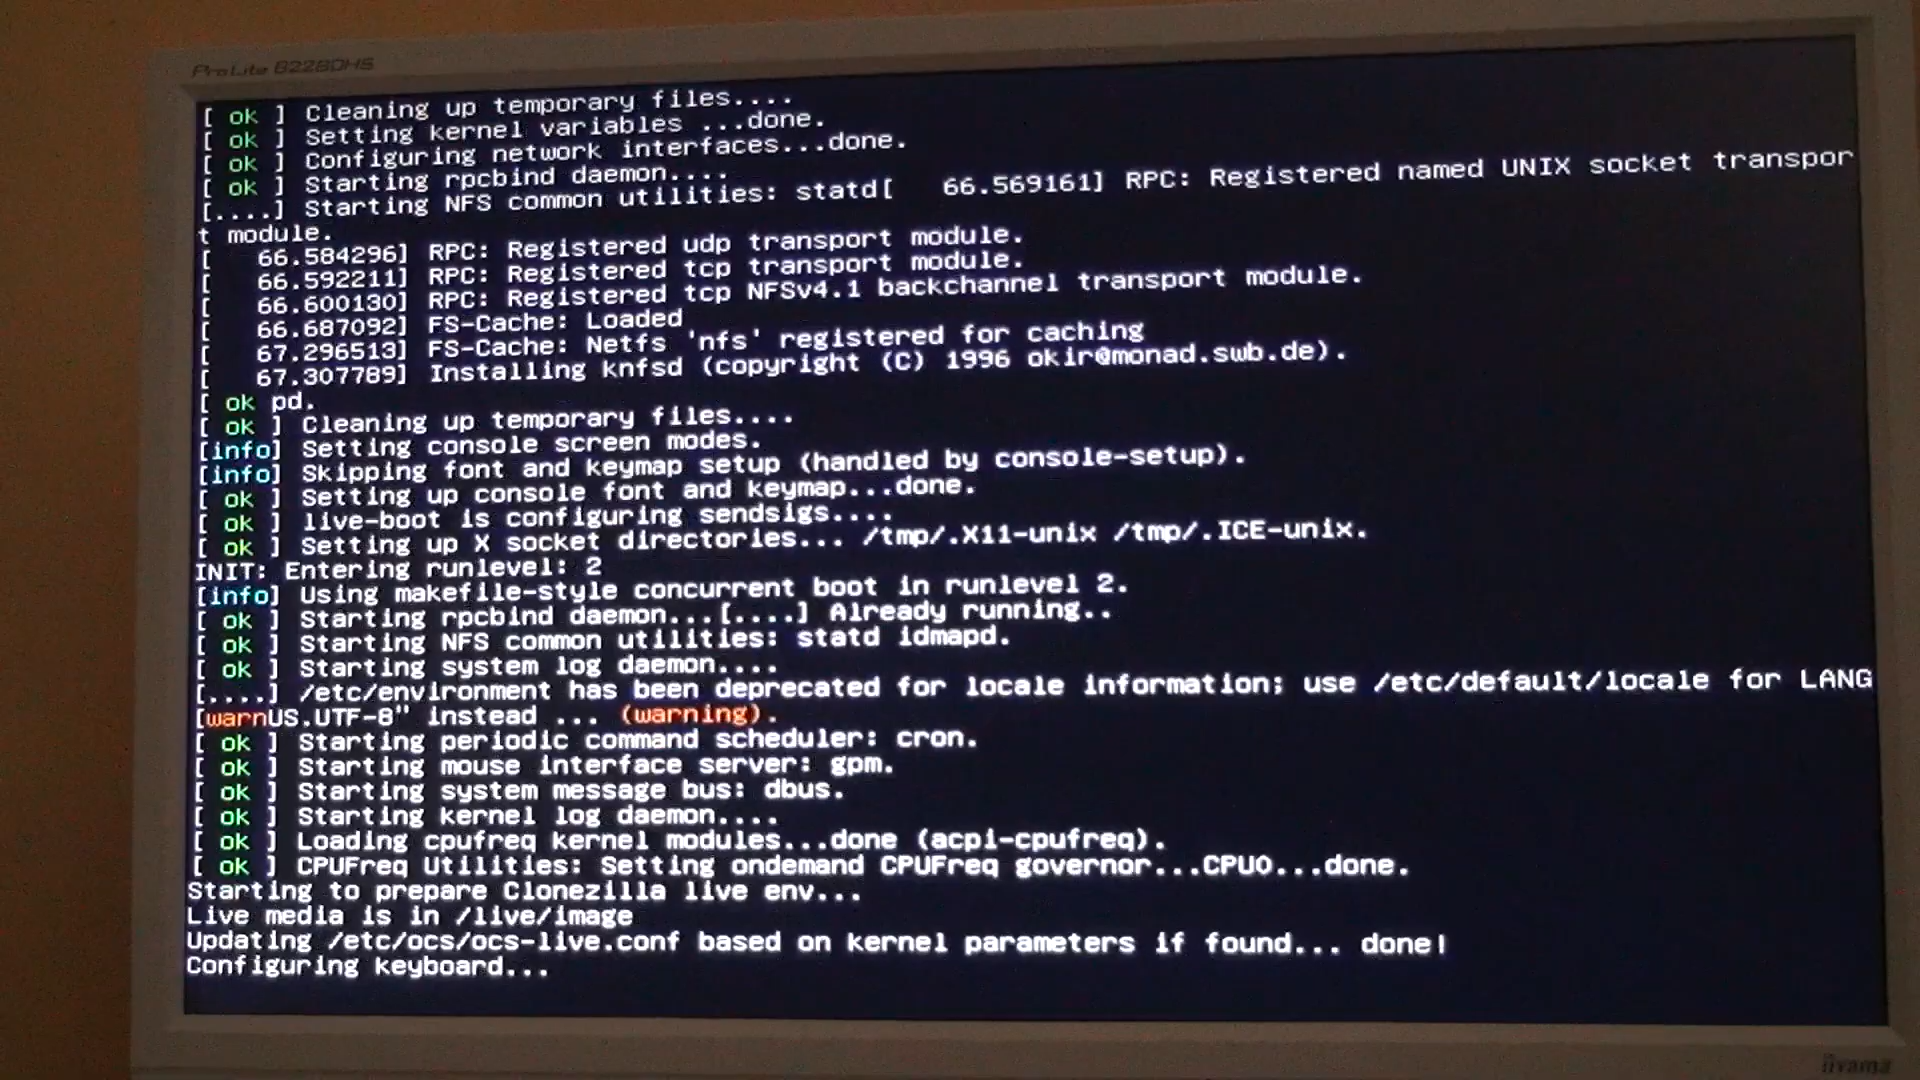 ProLite B2280HS
[ ok ] Cleaning up temporary files....
[ ok ] Setting kernel variables ...done.
[ ok ] Configuring network interfaces...done.
[ ok ] Starting rpcbind daemon....
[....] Starting NFS common utilities: statd[   66.569161] RPC: Registered named UNIX socket transpor
t module.
[   66.584296] RPC: Registered udp transport module.
[   66.592211] RPC: Registered tcp transport module.
[   66.600130] RPC: Registered tcp NFSv4.1 backchannel transport module.
[   66.687092] FS-Cache: Loaded
[   67.296513] FS-Cache: Netfs 'nfs' registered for caching
[   67.307789] Installing knfsd (copyright (C) 1996 okir@monad.swb.de).
[ ok pd.
[ ok ] Cleaning up temporary files....
[info] Setting console screen modes.
[info] Skipping font and keymap setup (handled by console-setup).
[ ok ] Setting up console font and keymap...done.
[ ok ] live-boot is configuring sendsigs....
[ ok ] Setting up X socket directories... /tmp/.X11-unix /tmp/.ICE-unix.
INIT: Entering runlevel: 2
[info] Using makefile-style concurrent boot in runlevel 2.
[ ok ] Starting rpcbind daemon...[....] Already running..
[ ok ] Starting NFS common utilities: statd idmapd.
[ ok ] Starting system log daemon....
[....] /etc/environment has been deprecated for locale information; use /etc/default/locale for LANG
[warnUS.UTF-8" instead ... (warning).
[ ok ] Starting periodic command scheduler: cron.
[ ok ] Starting mouse interface server: gpm.
[ ok ] Starting system message bus: dbus.
[ ok ] Starting kernel log daemon....
[ ok ] Loading cpufreq kernel modules...done (acpi-cpufreq).
[ ok ] CPUFreq Utilities: Setting ondemand CPUFreq governor...CPU0...done.
Starting to prepare Clonezilla live env...
Live media is in /live/image
Updating /etc/ocs/ocs-live.conf based on kernel parameters if found... done!
Configuring keyboard...
iiyama